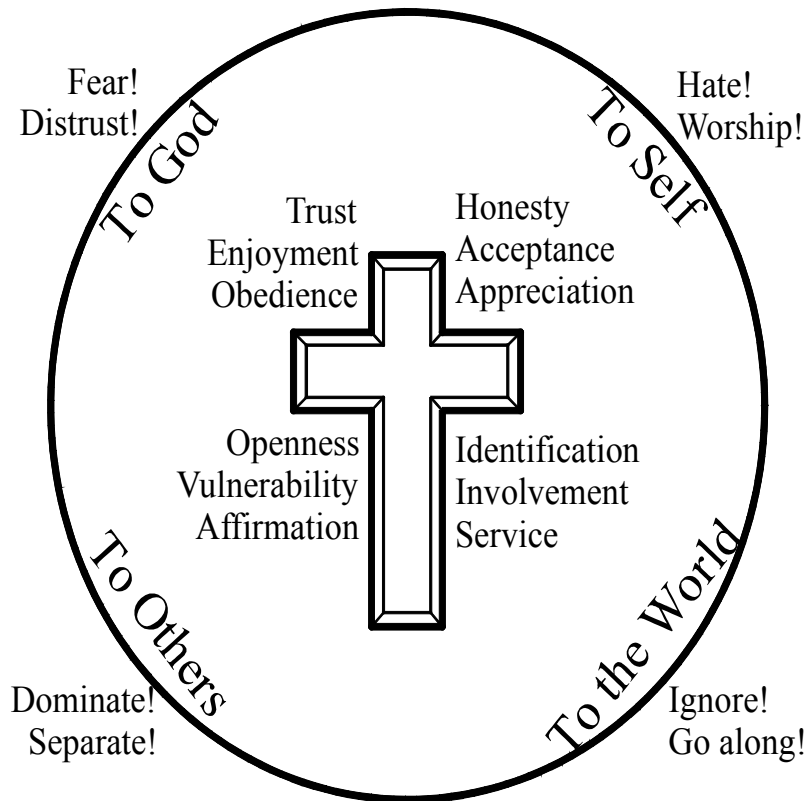 Fear!
Distrust!
To God
Hate!
Worship!
To Self
Trust
Enjoyment
Obedience
Honesty
Acceptance
Appreciation
Openness
Vulnerability
Affirmation
Identification
Involvement
Service
To Others
Dominate!
Separate!
To the World
Ignore!
Go along!